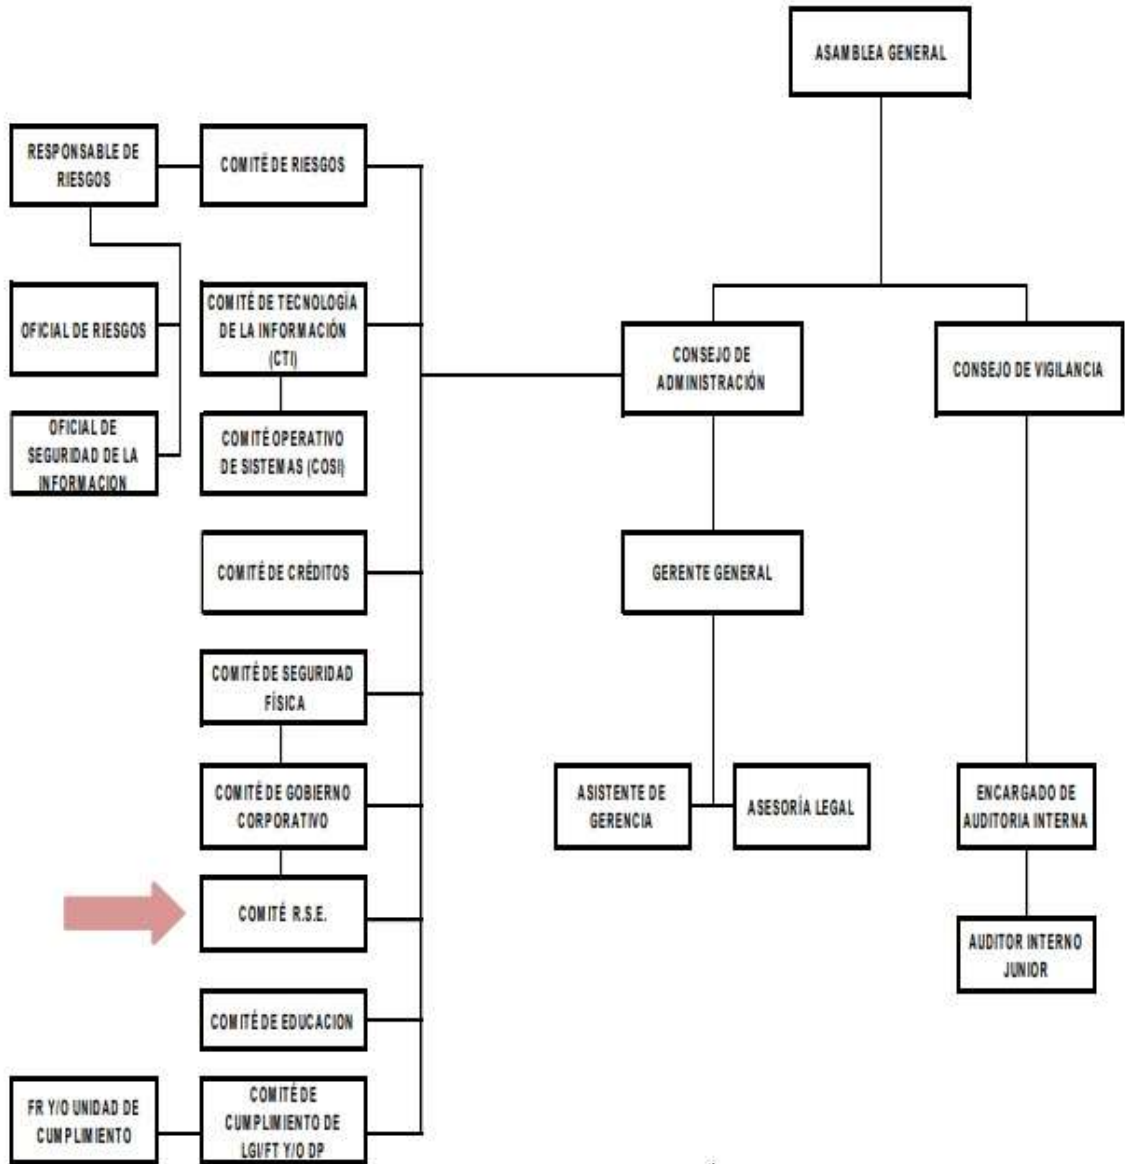 ASAMBLEA GENERAL
RESPONSABLE DE
RIESGOS
COMITÉ DE RIESGOS
OFICIAL DE RIESGOS
COMITÉ DE TECNOLOGÍA
DE LA INFORMACIÓN
(CTI)
CONSEJO DE
ADMINISTRACIÓN
CONSEJO DE VIGILANCIA
OFICIAL DE
SEGURIDAD DE LA
INFORMACION
COMITÉ OPERATIVO
DE SISTEMAS (COSI)
COMITÉ DE CRÉDITOS
GERENTE GENERAL
COMITÉ DE SEGURIDAD
FÍSICA
COMITÉ DE GOBIERNO
CORPORATIVO
ASISTENTE DE
GERENCIA
ASESORÍA LEGAL
ENCARGADO DE
AUDITORIA INTERNA
COMITÉ R.S.E.
AUDITOR INTERNO
JUNIOR
COMITÉ DE EDUCACION
FR Y/O UNIDAD DE
CUMPLIMIENTO
COMITÉ DE
CUMPLIMIENTO DE
LGI/FT Y/O DP